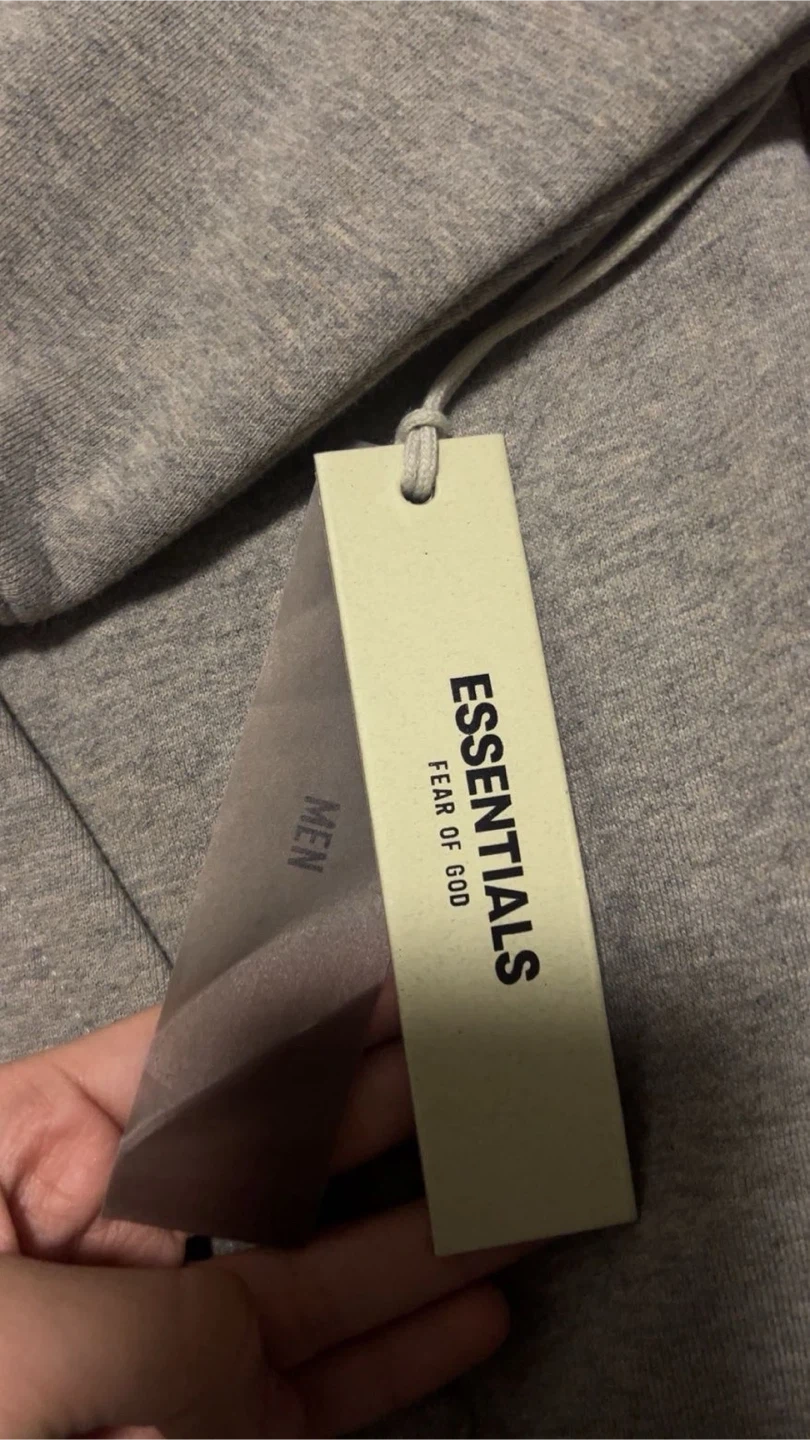 ESSENTIALS
FEAR OF GOD
MEN